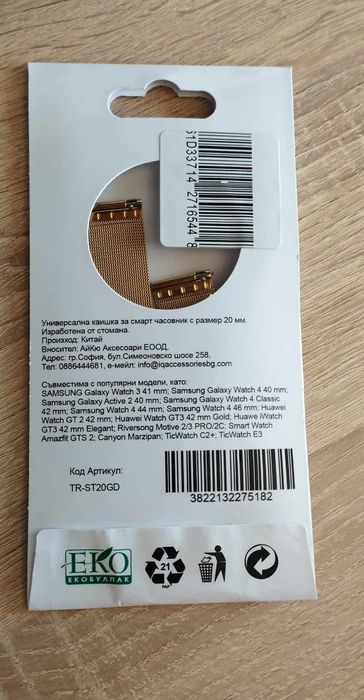 S1D33714 2716544 8
Универсална каишка за смарт часовник с размер 20 мм.
Изработена от стомана.
Произход: Китай
Вносител: АйКю Аксесоари ЕООД,
Адрес: гр.София, бул.Симеоновско шосе 258,
Тел: 0886444681, е-мейл: info@iqaccessoriesbg.com
Съвместима с популярни модели, като:
SAMSUNG Galaxy Watch 3 41 mm; Samsung Galaxy Watch 4 40 mm;
Samsung Galaxy Active 2 40 mm; Samsung Galaxy Watch 4 Classic
42 mm; Samsung Watch 4 44 mm; Samsung Watch 4 46 mm; Huawei
Watch GT 2 42 mm; Huawei Watch GT3 42 mm Gold; Huawei Watch
GT3 42 mm Elegant; Riversong Motive 2/3 PRO/2C; Smart Watch
Amazfit GTS 2; Canyon Marzipan; TicWatch C2+; TicWatch E3
Код Артикул:
TR-ST20GD
3822132275182
ЕКО
ЕКОБУЛПАК
21
PAP